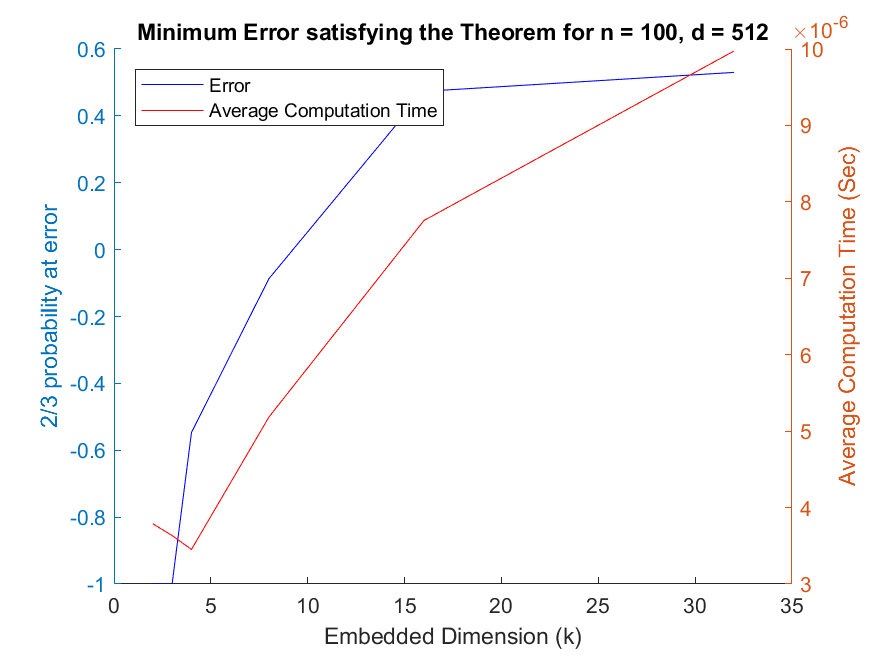 Minimum Error satisfying the Theorem for n = 100, d = 512
×10-6
Error
Average Computation Time
0.6
0.4
0.2
0
-0.2
-0.4
-0.6
-0.8
-1
2/3 probability at error
10
9
8
7
6
5
4
3
Average Computation Time (Sec)
0 5 10 15 20 25 30 35
Embedded Dimension (k)